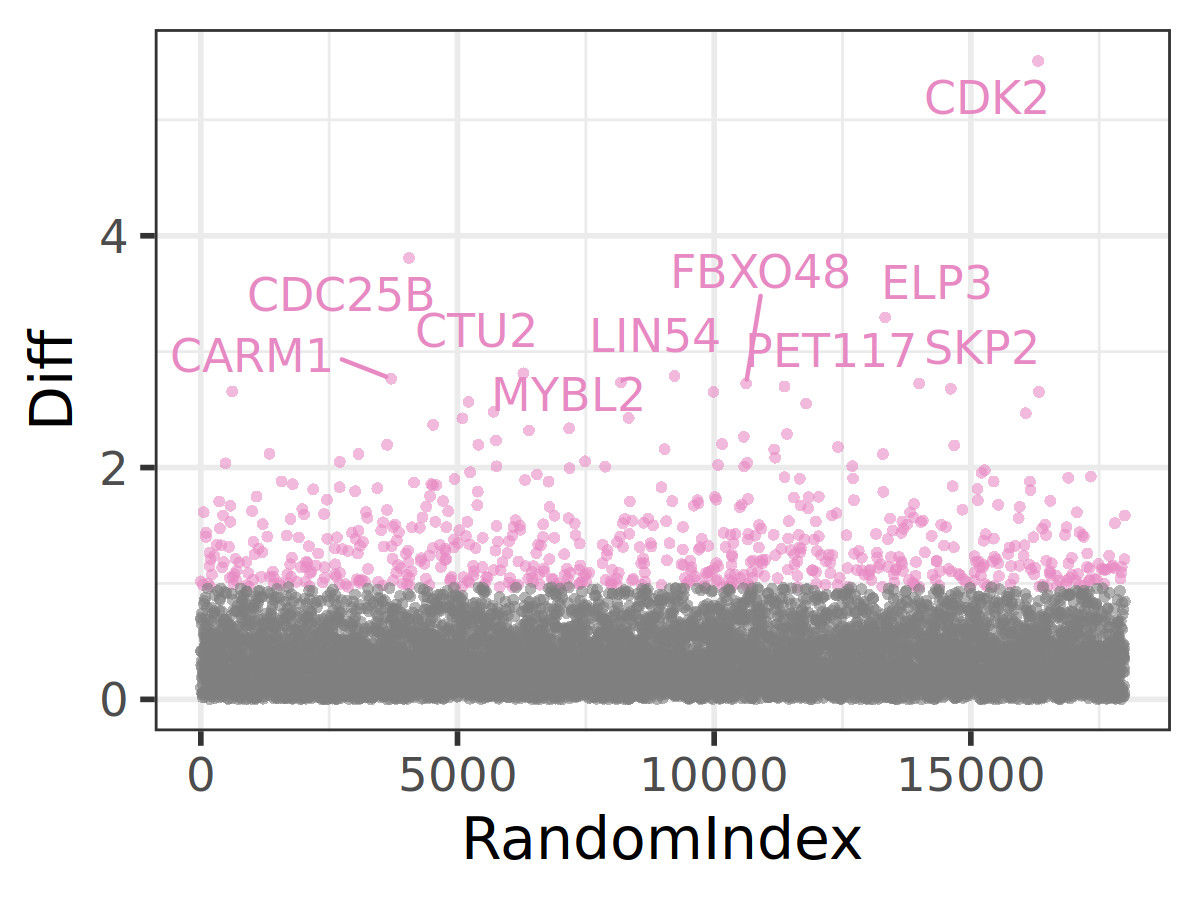 CDK2
4
FBXO48
ELP3
CDC25B
CTU2
LIN54
CARM1
PET117
SKP2
MYBL2
Diff
2
0
0
5000
10000
15000
RandomIndex